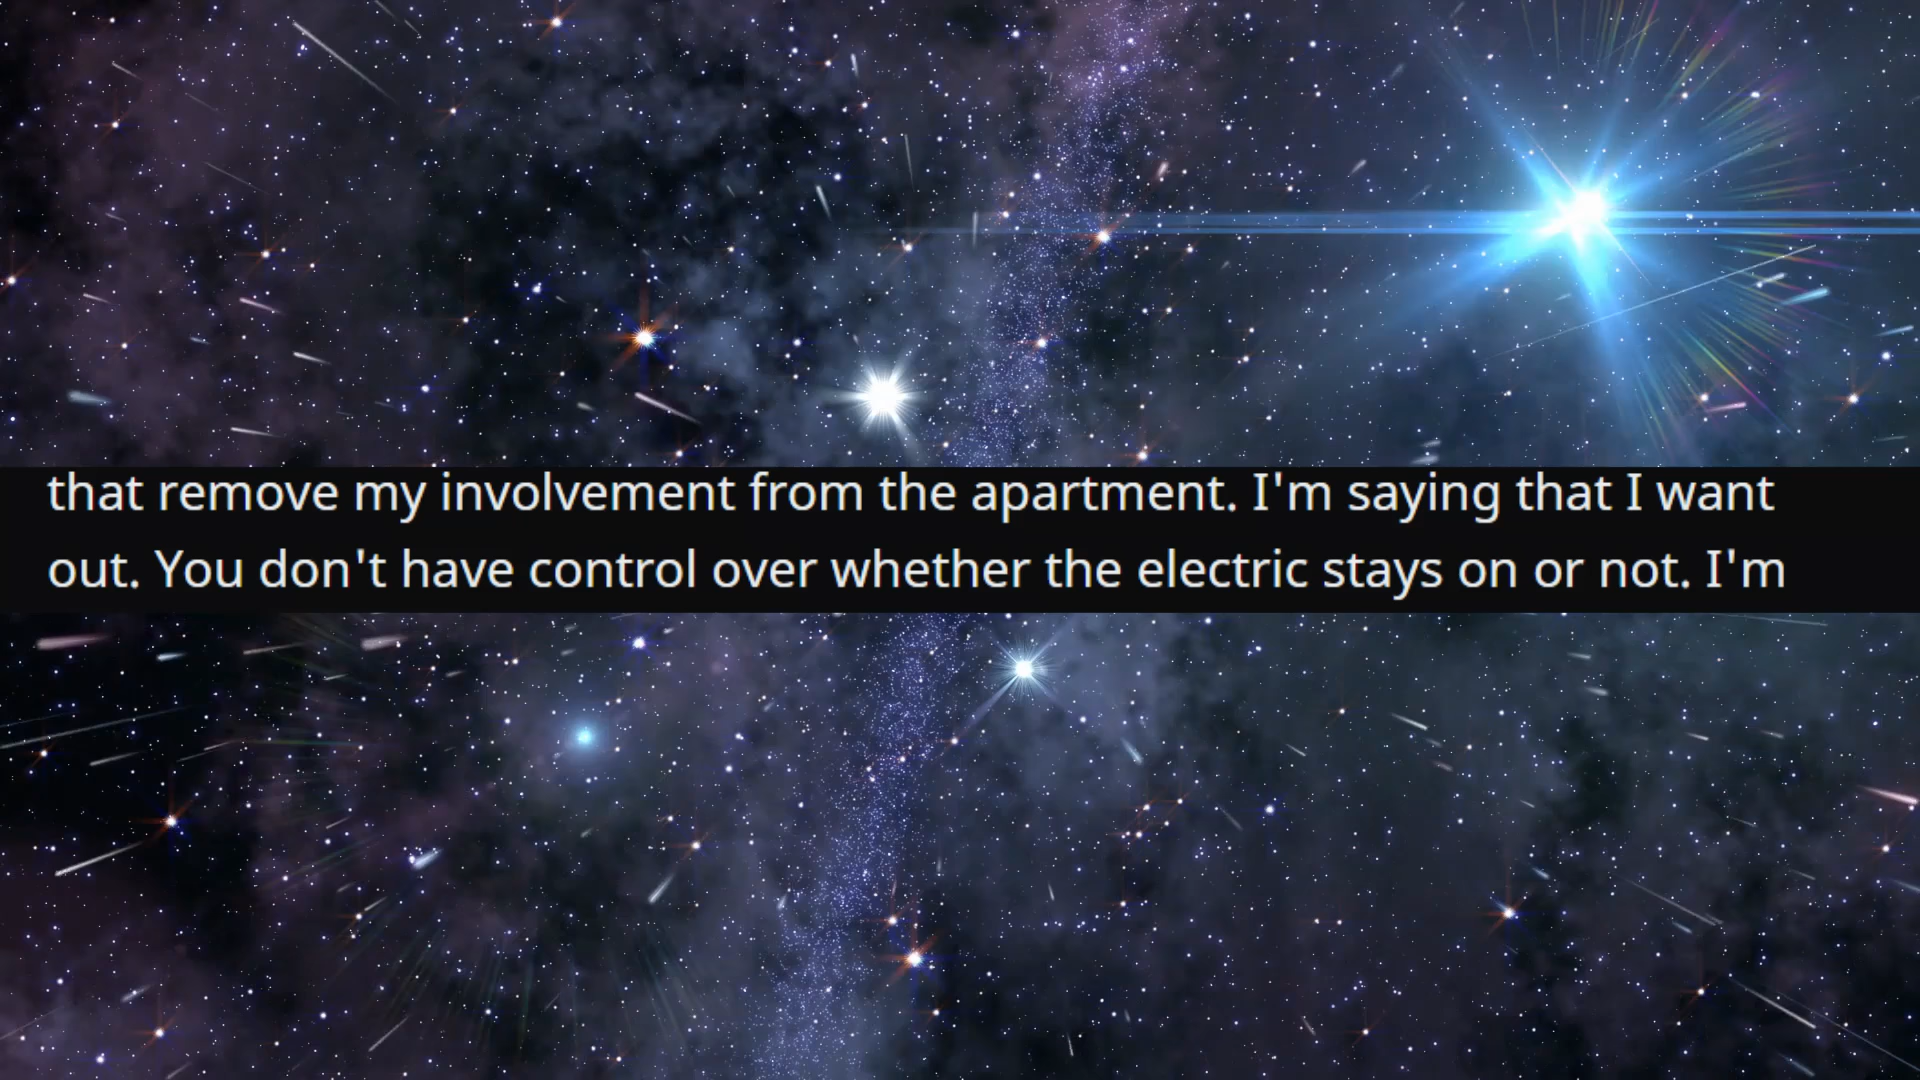 that remove my involvement from the apartment. I'm saying that I want
out. You don't have control over whether the electric stays on or not. I'm